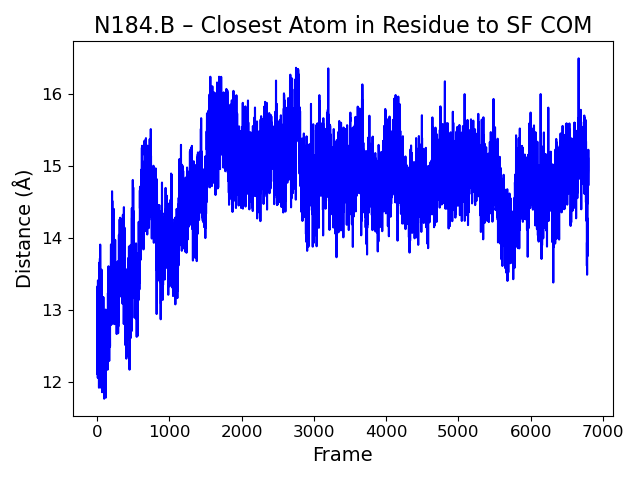 N184.B – Closest Atom in Residue to SF COM
16
15
14
13
12
Distance (Å)
0 1000 2000 3000 4000 5000 6000 7000
Frame